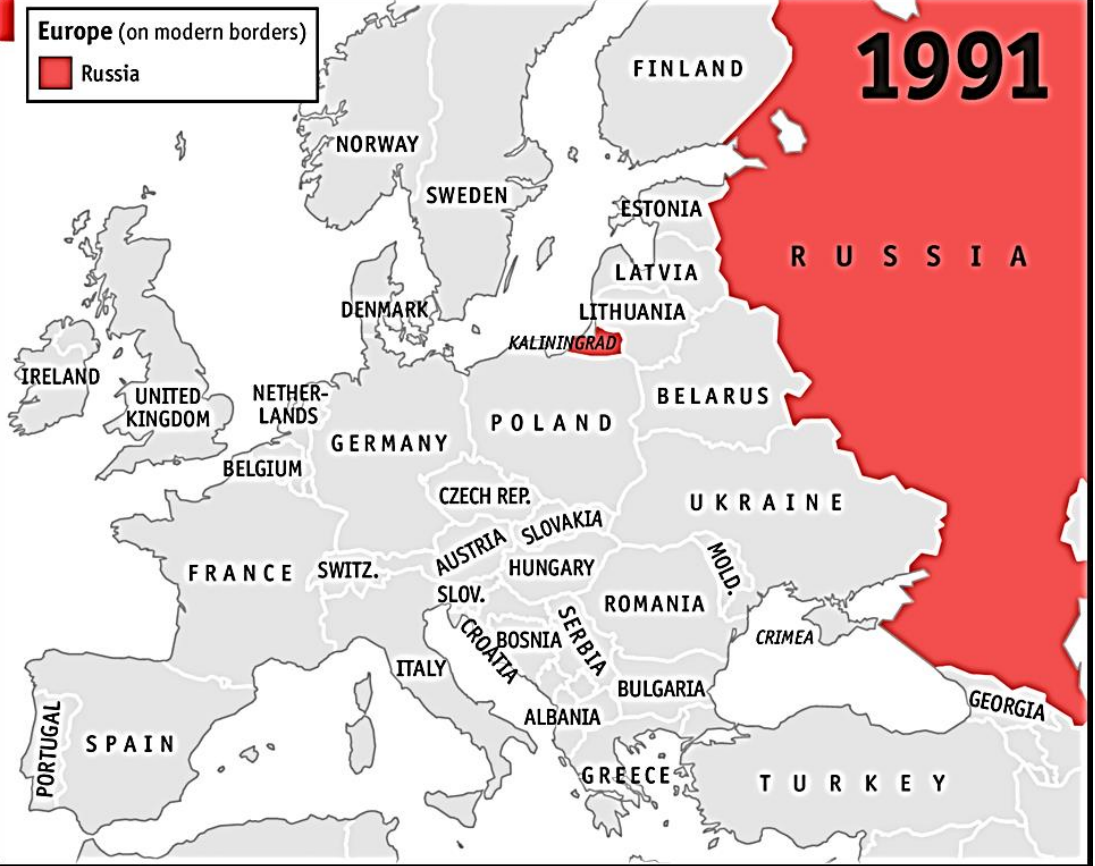 Europe (on modern borders)
Russia
1991
FINLAND
NORWAY
SWEDEN
ESTONIA
RUSSIA
LATVIA
DENMARK
LITHUANIA
KALININGRAD
IRELAND
UNITED
KINGDOM
NETHER-
LANDS
BELARUS
POLAND
GERMANY
BELGIUM
CZECH REP.
UKRAINE
SLOVAKIA
AUSTRIA
FRANCE
SWITZ.
HUNGARY
MOLD.
SLOV.
ROMANIA
CROATIA
BOSNIA
SERBIA
CRIMEA
ITALY
BULGARIA
GEORGIA
ALBANIA
PORTUGAL
SPAIN
GREECE
TURKEY